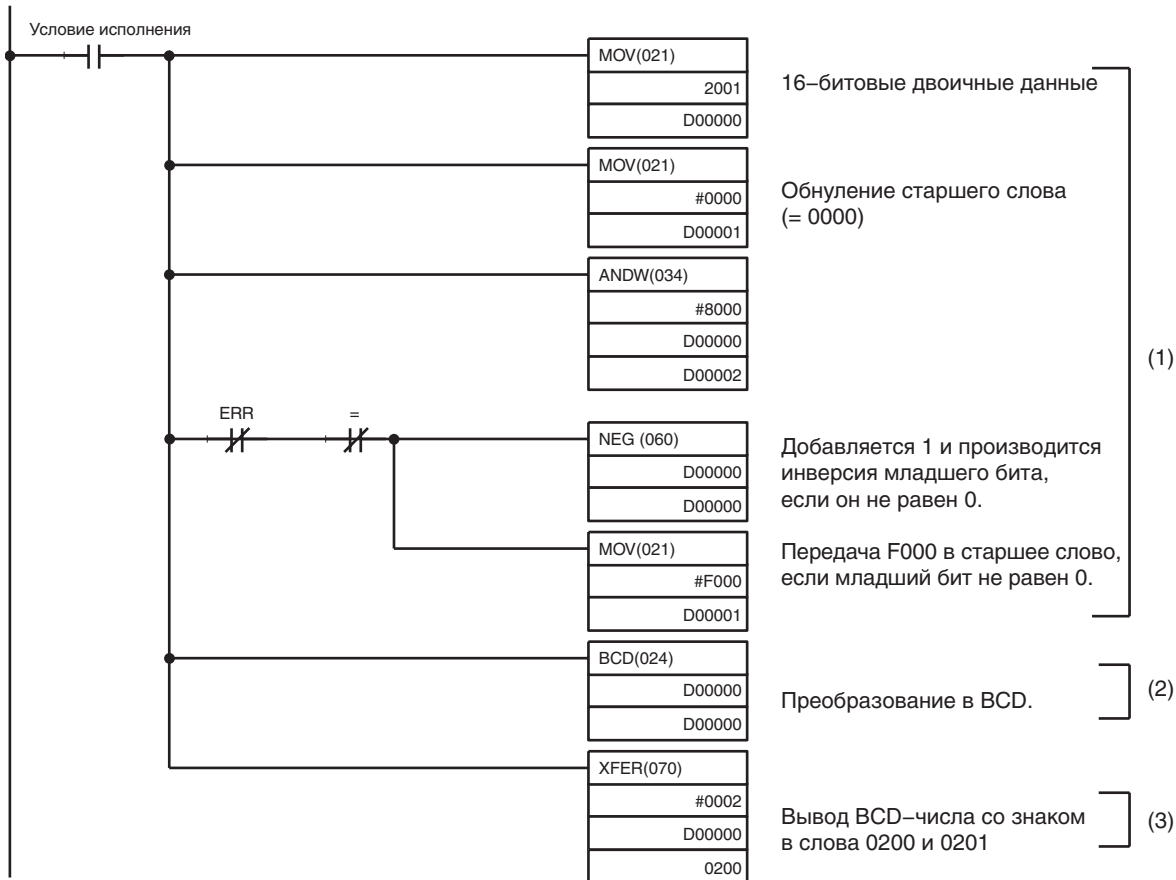 Условие исполнения
MOV(021)
2001
D00000
16−битовые двоичные данные
MOV(021)
#0000
D00001
Обнуление старшего слова
(= 0000)
ANDW(034)
#8000
D00000
D00002
(1)
ERR
=
NEG (060)
D00000
D00000
Добавляется 1 и производится
инверсия младшего бита,
если он не равен 0.
MOV(021)
#F000
D00001
Передача F000 в старшее слово,
если младший бит не равен 0.
BCD(024)
D00000
D00000
Преобразование в BCD.
(2)
XFER(070)
#0002
D00000
0200
Вывод BCD−числа со знаком
в слова 0200 и 0201
(3)